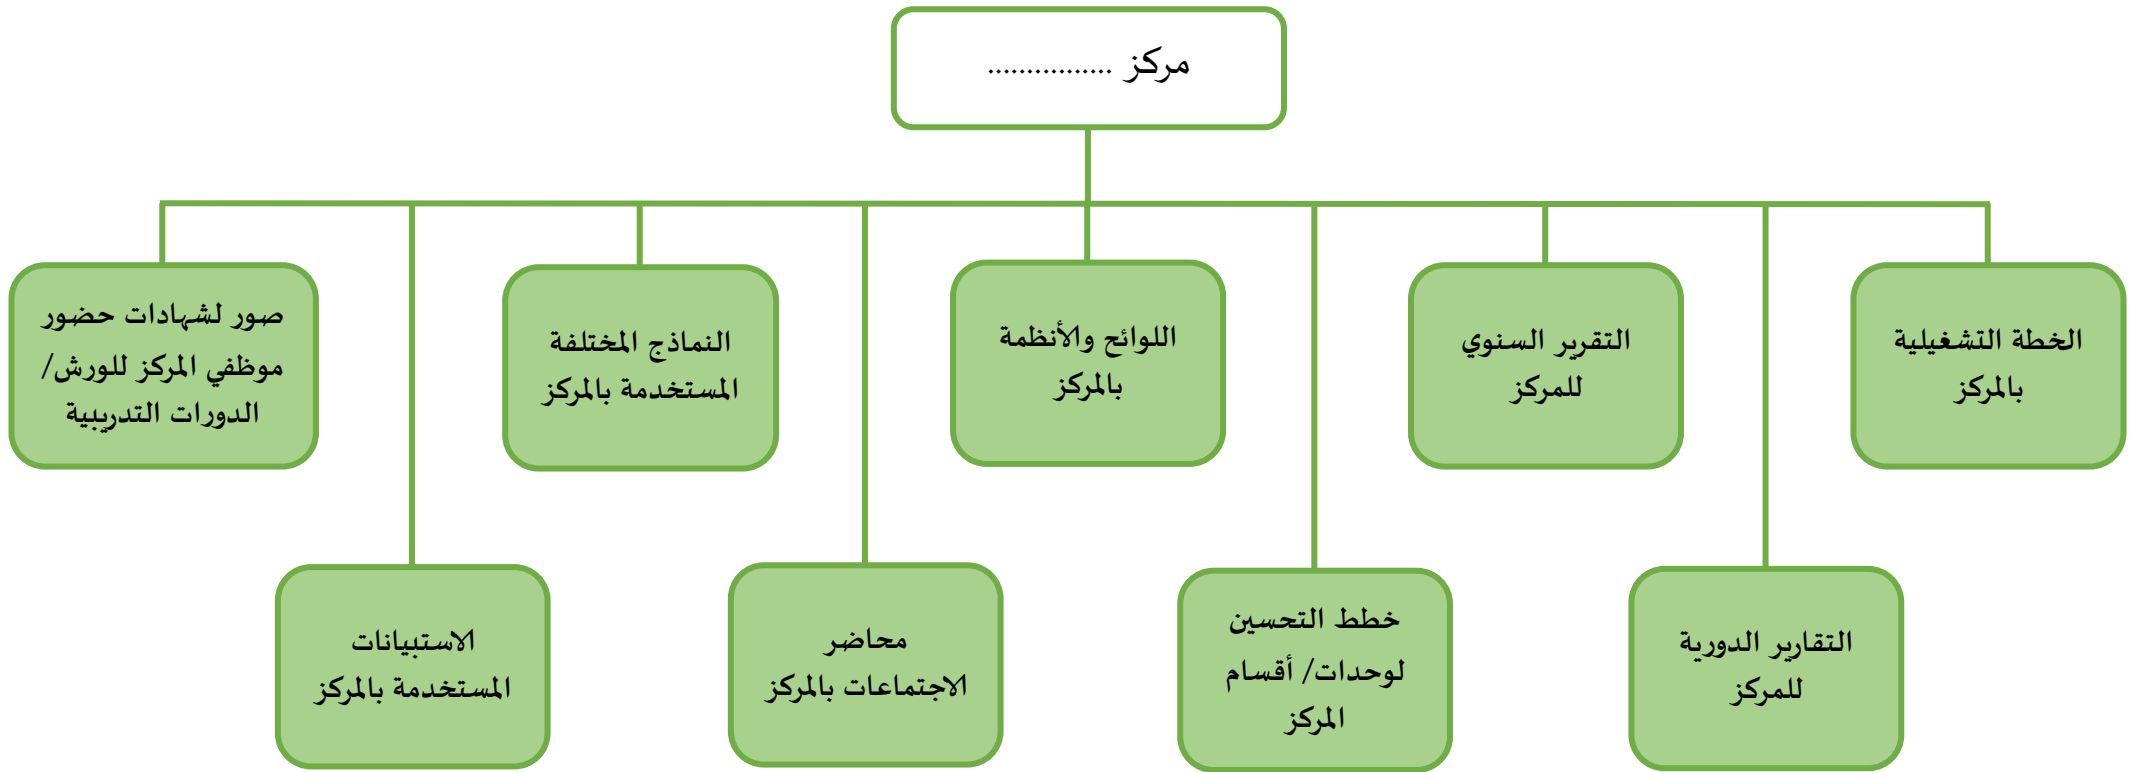 مركز ................
الخطة التشغيلية
بالمركز
التقرير السنوي
للمركز
اللوائح والأنظمة
بالمركز
النماذج المختلفة
المستخدمة بالمركز
صور لشهادات حضور
موظفي المركز للورش/
الدورات التدريبية
التقارير الدورية
للمركز
خطط التحسين
لوحدات/ أقسام
المركز
محاضر
الاجتماعات بالمركز
الاستبيانات
المستخدمة بالمركز